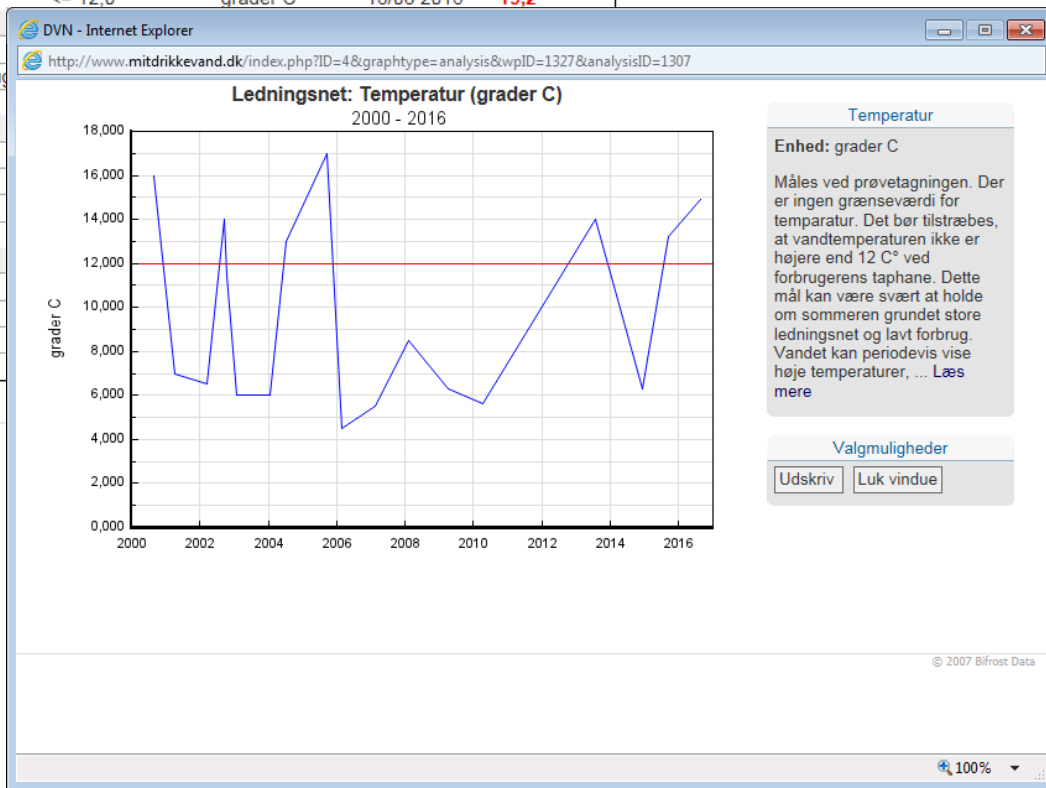 grader C
DVN - Internet Explorer
http://www.mitdrikkevand.dk/index.php?ID=4&graphtype=analysis&wpID=1327&analysisID=1307
Ledningsnet: Temperatur (grader C)
2000 - 2016
18,000
16,000
14,000
12,000
10,000
8,000
6,000
4,000
2,000
0,000
grader C
2000 2002 2004 2006 2008 2010 2012 2014 2016
Temperatur
Enhed: grader C
Måles ved prøvetagningen. Der
er ingen grænseværdi for
temparatur. Det bør tilstræbes,
at vandtemperaturen ikke er
højere end 12 C° ved
forbrugerens taphane. Dette
mål kan være svært at holde
om sommeren grundet store
ledningsnet og lavt forbrug.
Vandet kan periodevis vise
høje temperaturer, ... Læs
mere
Valgmuligheder
Udskriv Luk vindue
© 2007 Bifrost Data
100%